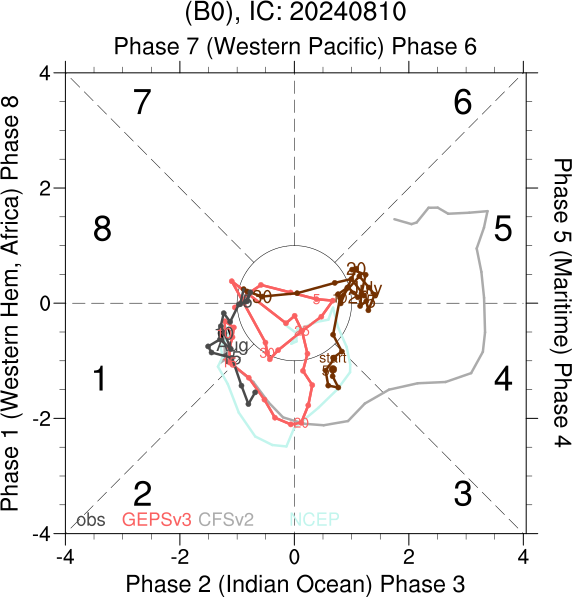 (B0), IC: 20240810
Phase 7 (Western Pacific) Phase 6
Phase 1 (Western Hem, Africa) Phase 8
Phase 5 (Maritime) Phase 4
4
2
0
-2
-4
7
6
8
5
1
4
2
3
30
30
5
Aug
start
20
obs GEPSv3 CFSv2 NCEP
-4 -2 0 2 4
Phase 2 (Indian Ocean) Phase 3